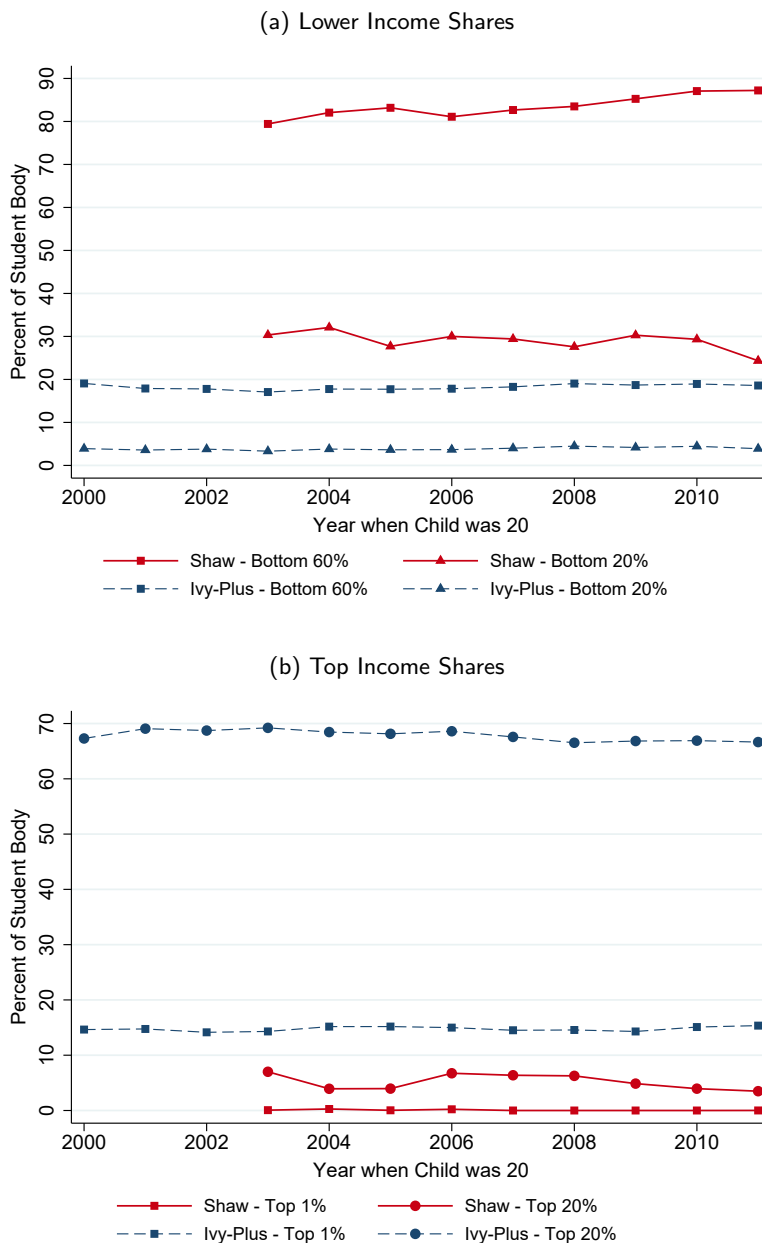 (a) Lower Income Shares
90
80
70
60
50
40
30
20
10
0
Percent of Student Body
2000 2002 2004 2006 2008 2010
Year when Child was 20
Shaw - Bottom 60% Shaw - Bottom 20%
Ivy-Plus - Bottom 60% Ivy-Plus - Bottom 20%
(b) Top Income Shares
70
60
50
40
30
20
10
0
Percent of Student Body
2000 2002 2004 2006 2008 2010
Year when Child was 20
Shaw - Top 1% Shaw - Top 20%
Ivy-Plus - Top 1% Ivy-Plus - Top 20%